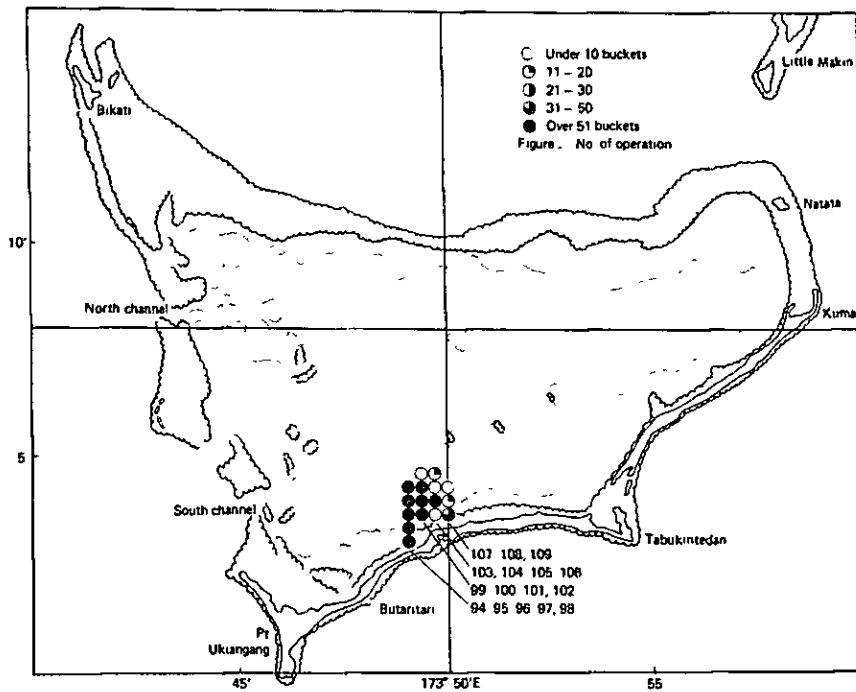 Under 10 buckets
11 – 20
21 – 30
31 – 50
Over 51 buckets
Figure . No of operation
Little Makin
Bikati
Natata
10'
North channel
Kuma
5
South channel
Tabukintedan
107 108, 109
103, 104 105 106
99 100 101, 102
94 95 96 97, 98
Butaritari
Pt
Ukiangang
45'
173° 50'E
55